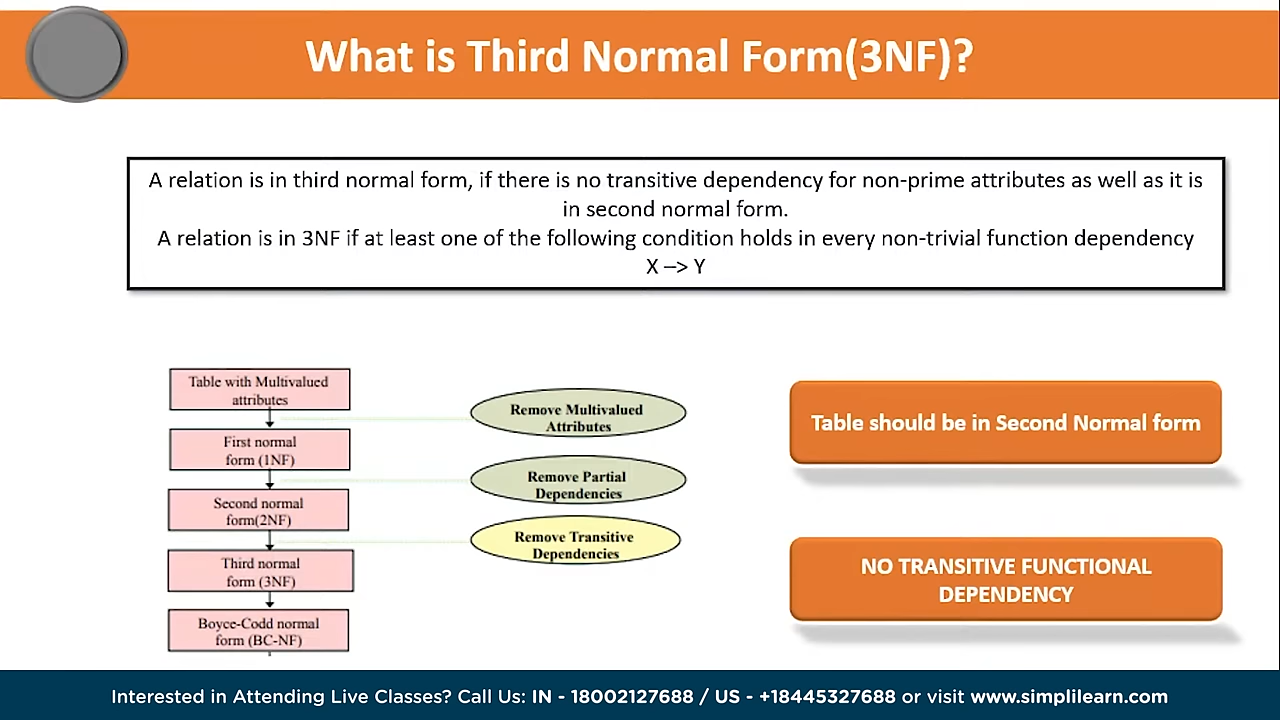 What is Third Normal Form(3NF)?
A relation is in third normal form, if there is no transitive dependency for non-prime attributes as well as it is
in second normal form.
A relation is in 3NF if at least one of the following condition holds in every non-trivial function dependency
X –> Y
Table with Multivalued
attributes
Remove Multivalued
Attributes
First normal
form (1NF)
Remove Partial
Dependencies
Second normal
form(2NF)
Remove Transitive
Dependencies
Third normal
form (3NF)
Boyce-Codd normal
form (BC-NF)
Table should be in Second Normal form
NO TRANSITIVE FUNCTIONAL
DEPENDENCY
Interested in Attending Live Classes? Call Us: IN - 18002127688 / US - +18445327688 or visit www.simplilearn.com